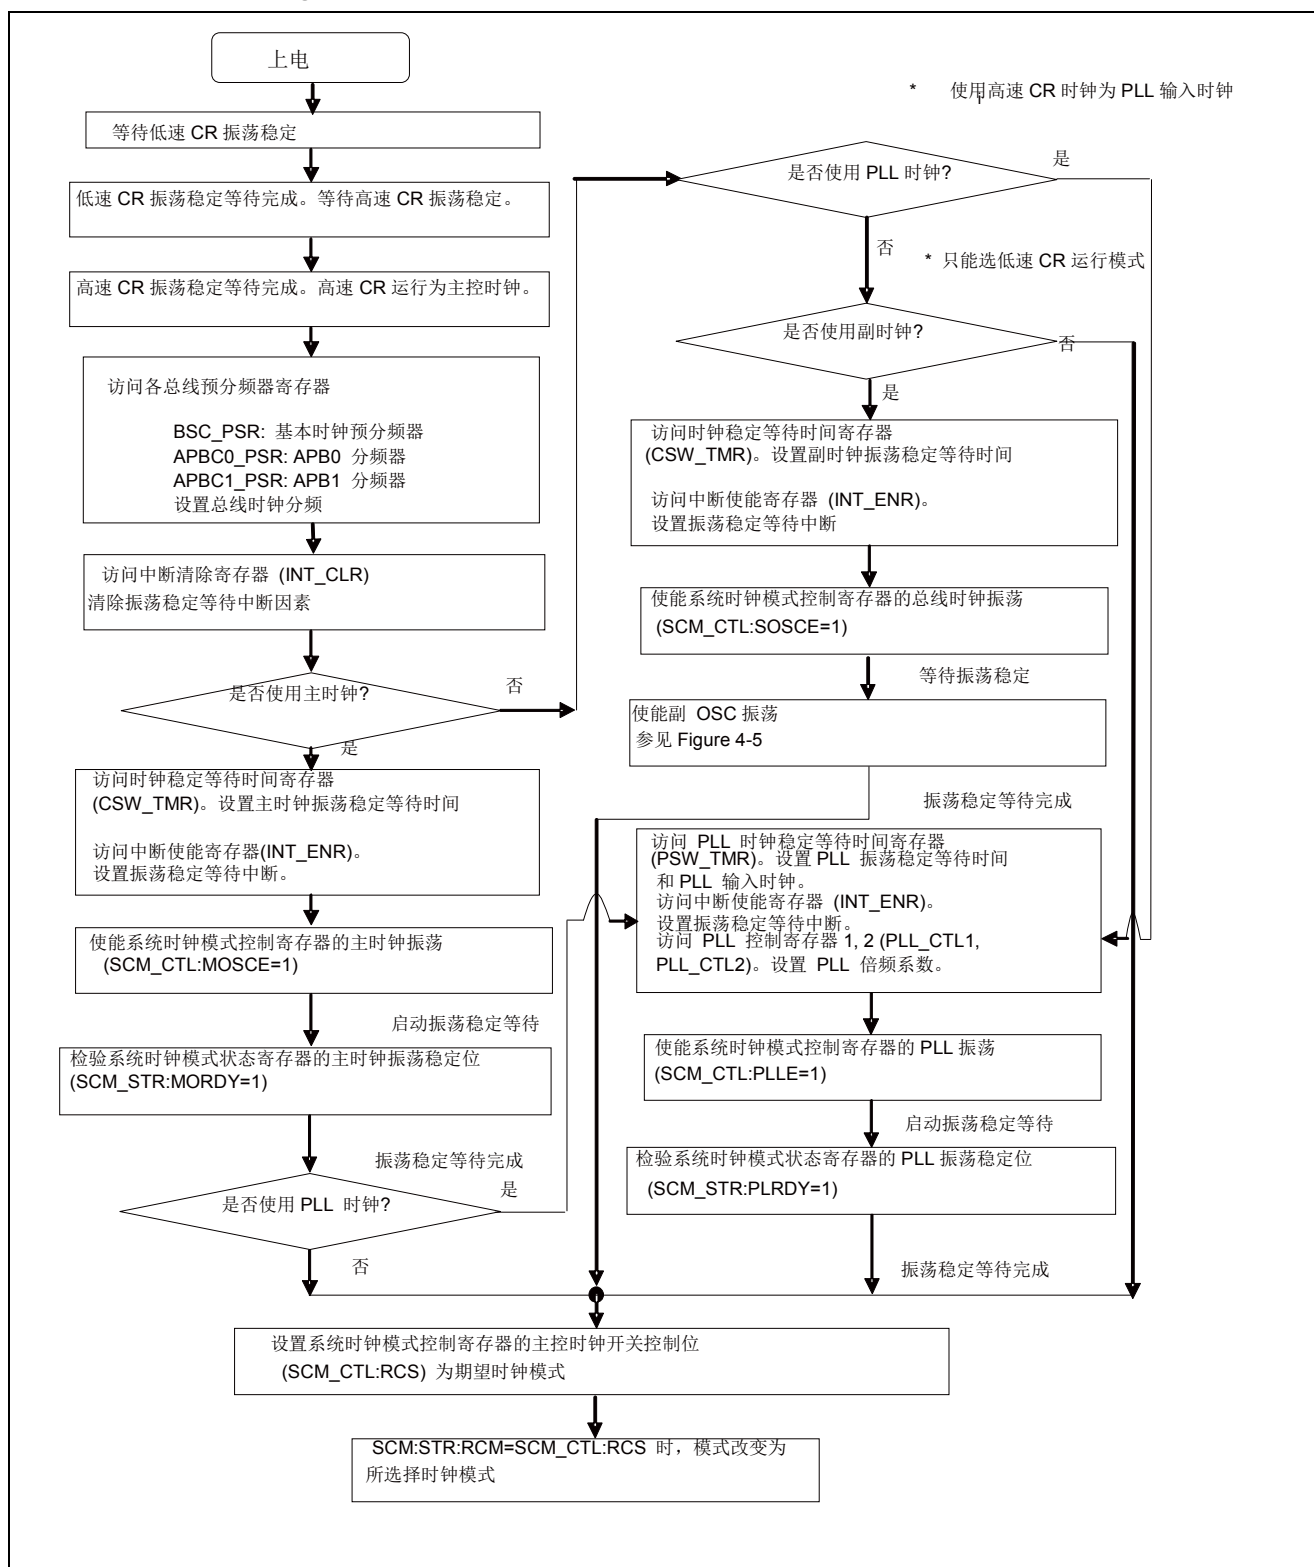 上电
等待低速 CR 振荡稳定
低速 CR 振荡稳定等待完成。等待高速 CR 振荡稳定。
高速 CR 振荡稳定等待完成。高速 CR 运行为主控时钟。
访问各总线预分频器寄存器
BSC_PSR: 基本时钟预分频器
APBC0_PSR: APB0 分频器
APBC1_PSR: APB1 分频器
设置总线时钟分频
访问中断清除寄存器 (INT_CLR)
清除振荡稳定等待中断因素
是否使用主时钟?
否
是
访问时钟稳定等待时间寄存器
(CSW_TMR)。设置主时钟振荡稳定等待时间
访问中断使能寄存器(INT_ENR)。
设置振荡稳定等待中断。
使能系统时钟模式控制寄存器的主时钟振荡
(SCM_CTL:MOSCE=1)
启动振荡稳定等待
检验系统时钟模式状态寄存器的主时钟振荡稳定位
(SCM_STR:MORDY=1)
振荡稳定等待完成
是否使用 PLL 时钟?
是
否
* 使用高速 CR 时钟为 PLL 输入时钟
是否使用 PLL 时钟?
是
否
* 只能选低速 CR 运行模式
是否使用副时钟?
否
是
访问时钟稳定等待时间寄存器
(CSW_TMR)。设置副时钟振荡稳定等待时间
访问中断使能寄存器 (INT_ENR)。
设置振荡稳定等待中断
使能系统时钟模式控制寄存器的总线时钟振荡
(SCM_CTL:SOSCE=1)
等待振荡稳定
使能副 OSC 振荡
参见 Figure 4-5
振荡稳定等待完成
访问 PLL 时钟稳定等待时间寄存器
(PSW_TMR)。设置 PLL 振荡稳定等待时间
和 PLL 输入时钟。
访问中断使能寄存器 (INT_ENR)。
设置振荡稳定等待中断。
访问 PLL 控制寄存器 1, 2 (PLL_CTL1,
PLL_CTL2)。设置 PLL 倍频系数。
使能系统时钟模式控制寄存器的 PLL 振荡
(SCM_CTL:PLLE=1)
启动振荡稳定等待
检验系统时钟模式状态寄存器的 PLL 振荡稳定位
(SCM_STR:PLRDY=1)
振荡稳定等待完成
设置系统时钟模式控制寄存器的主控时钟开关控制位
(SCM_CTL:RCS) 为期望时钟模式
SCM:STR:RCM=SCM_CTL:RCS 时，模式改变为
所选择时钟模式